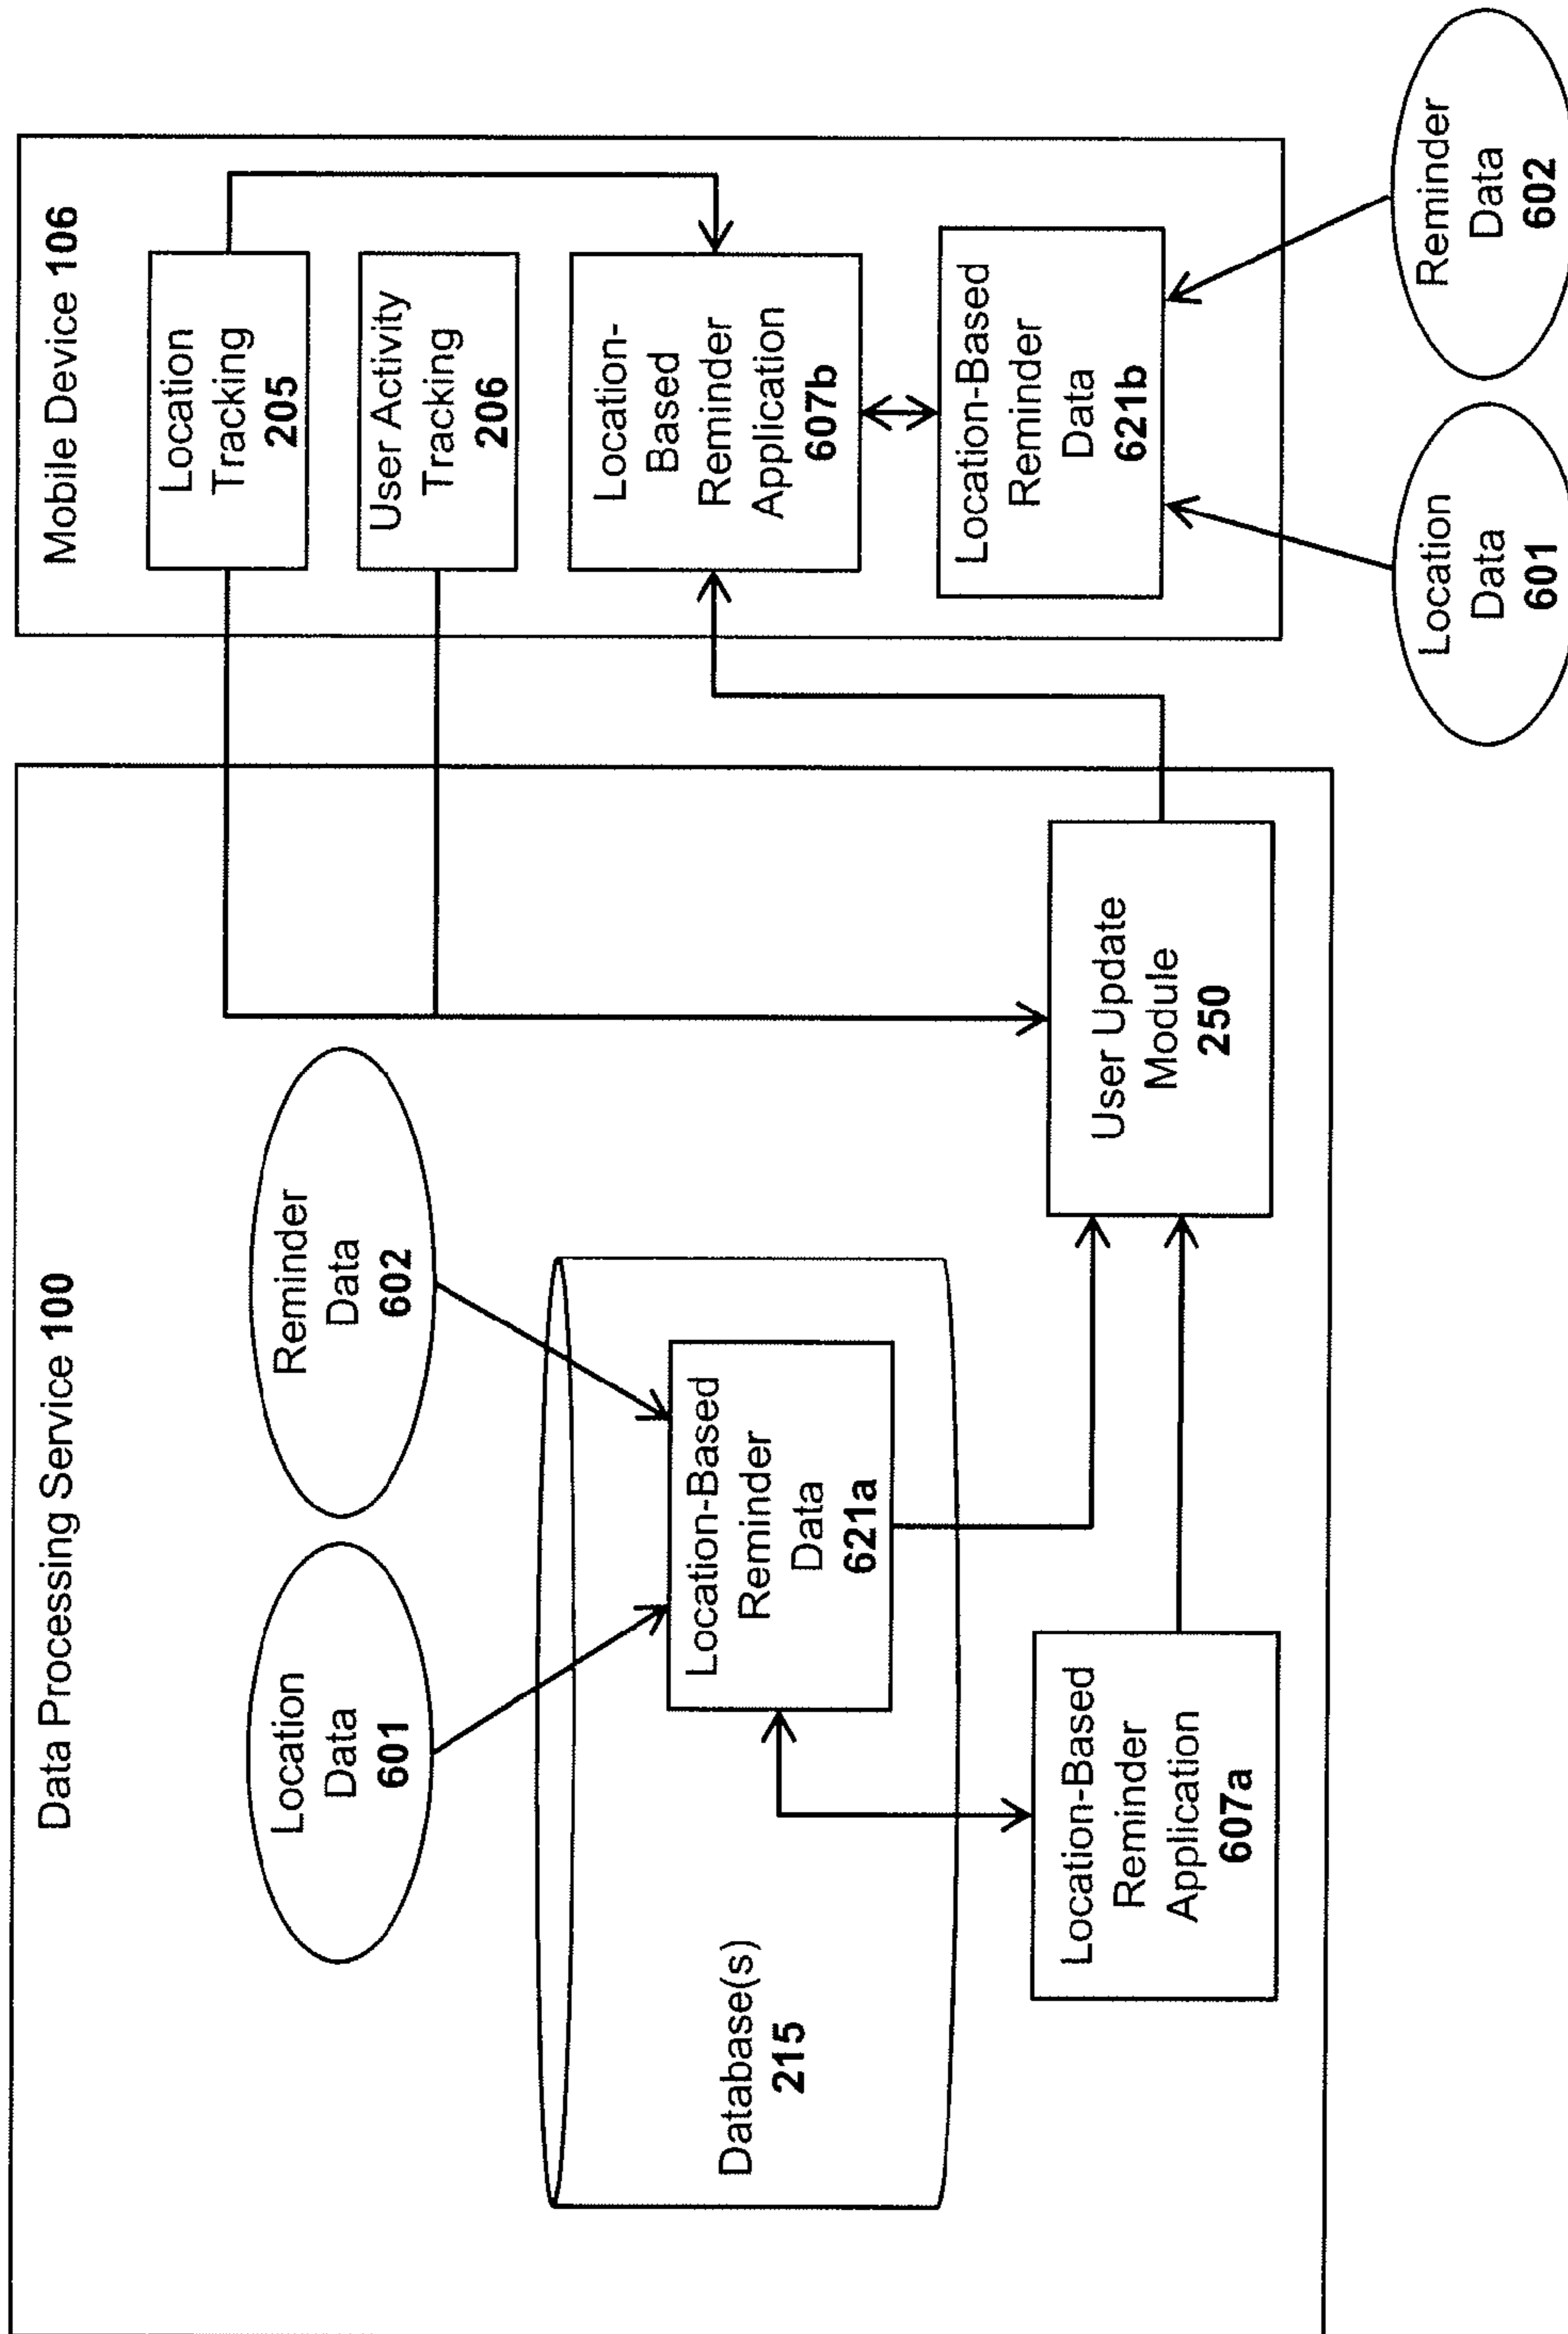 Data Processing Service 100
Location
Data
601
Reminder
Data
602
Database(s)
215
Location-Based
Reminder
Data
621a
Location-Based
Reminder
Application
607a
User Update
Module
250
Mobile Device 106
Location
Tracking
205
User Activity
Tracking
206
Location-
Based
Reminder
Application
607b
Location-Based
Reminder
Data
621b
Location
Data
601
Reminder
Data
602